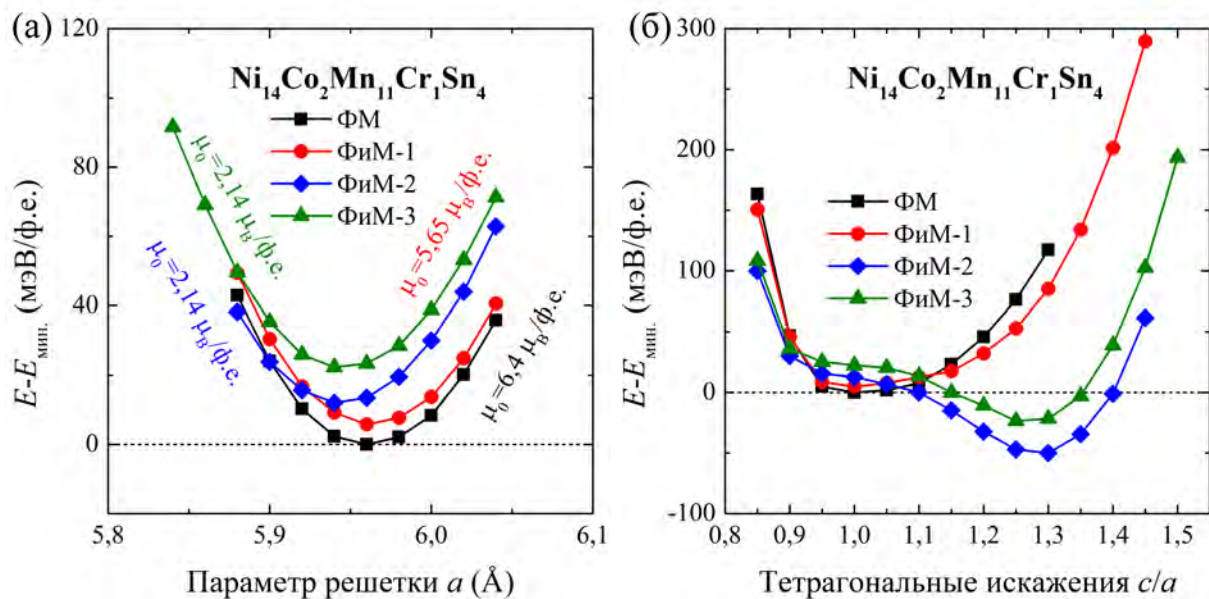 (а)
120
80
40
0
5,8
5,9
6,0
6,1
E-Eмин. (мэВ/ф.е.)
Параметр решетки a (Å)
Ni14Co2Mn11Cr1Sn4
ФМ
ФиМ-1
ФиМ-2
ФиМ-3
μ0=2,14 μB/ф.е.
μ0=2,14 μB/ф.е.
μ0=5,65 μB/ф.е.
μ0=6,4 μB/ф.е.
(б)
300
200
100
0
-100
0,8
0,9
1,0
1,1
1,2
1,3
1,4
1,5
E-Eмин. (мэВ/ф.е.)
Тетрагональные искажения c/a
Ni14Co2Mn11Cr1Sn4
ФМ
ФиМ-1
ФиМ-2
ФиМ-3